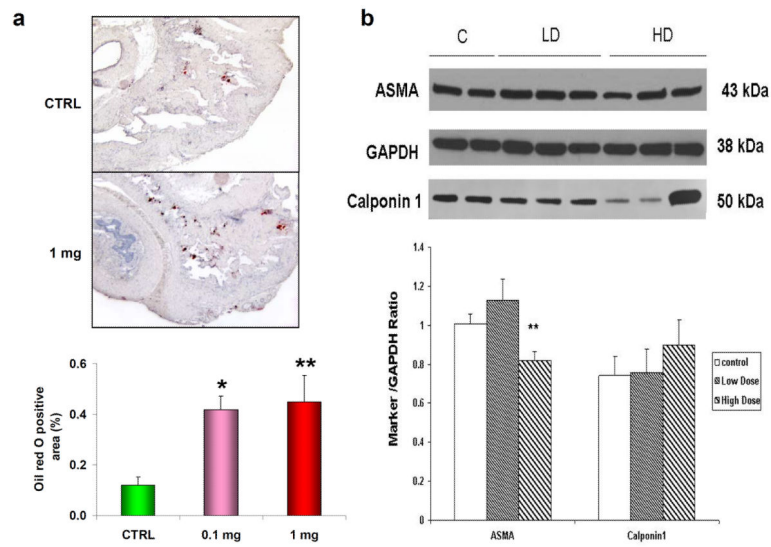 a
CTRL
1 mg
0.6
0.4
0.2
0.0
Oil red O positive
area (%)
*
**
CTRL 0.1 mg 1 mg
b
C LD HD
ASMA 43 kDa
GAPDH 38 kDa
Calponin 1 50 kDa
1.4
1.2
1
0.8
0.6
0.4
0.2
0
Marker /GAPDH Ratio
**
control
Low Dose
High Dose
ASMA Calponin1